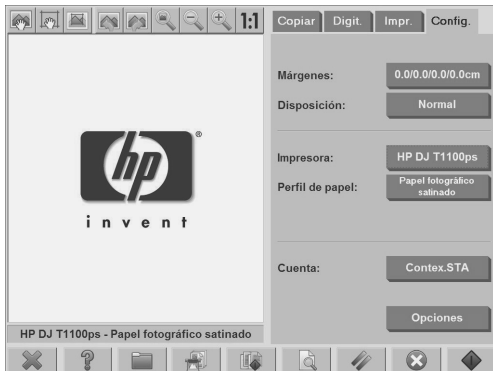 1:1
Copiar Digit. Impr. Config.
Márgenes: 0.0/0.0/0.0/0.0cm
Disposición: Normal
Impresora: HP DJ T1100ps
Perfil de papel: Papel fotográfico
satinado
Cuenta: Contex.STA
Opciones
hp ®
invent
HP DJ T1100ps - Papel fotográfico satinado
?